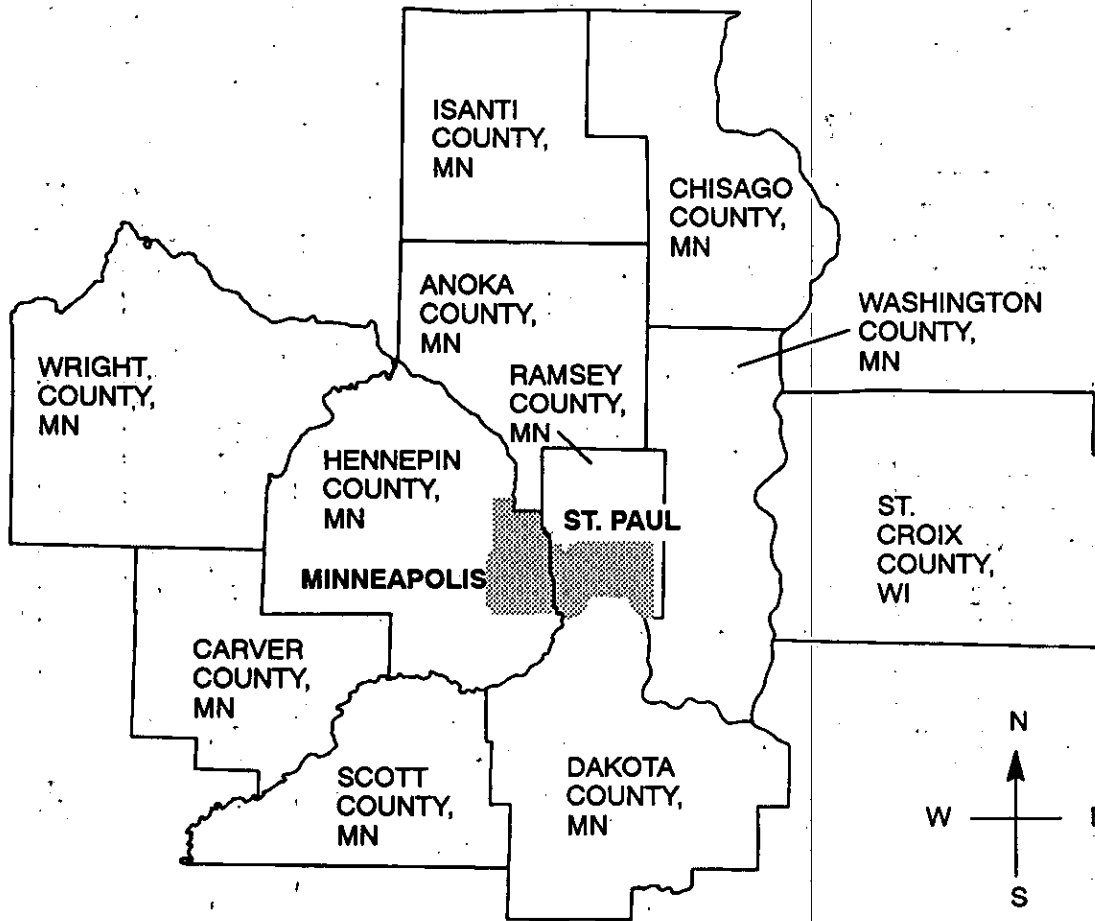 ISANTI
COUNTY,
MN
CHISAGO
COUNTY,
MN
ANOKA
COUNTY,
MN
WASHINGTON
COUNTY,
MN
WRIGHT,
COUNTY,
MN
RAMSEY
COUNTY,
MN
HENNEPIN
COUNTY,
MN
ST. PAUL
ST.
CROIX
COUNTY,
WI
MINNEAPOLIS
CARVER
COUNTY,
MN
SCOTT
COUNTY,
MN
DAKOTA
COUNTY,
MN
N
W
S